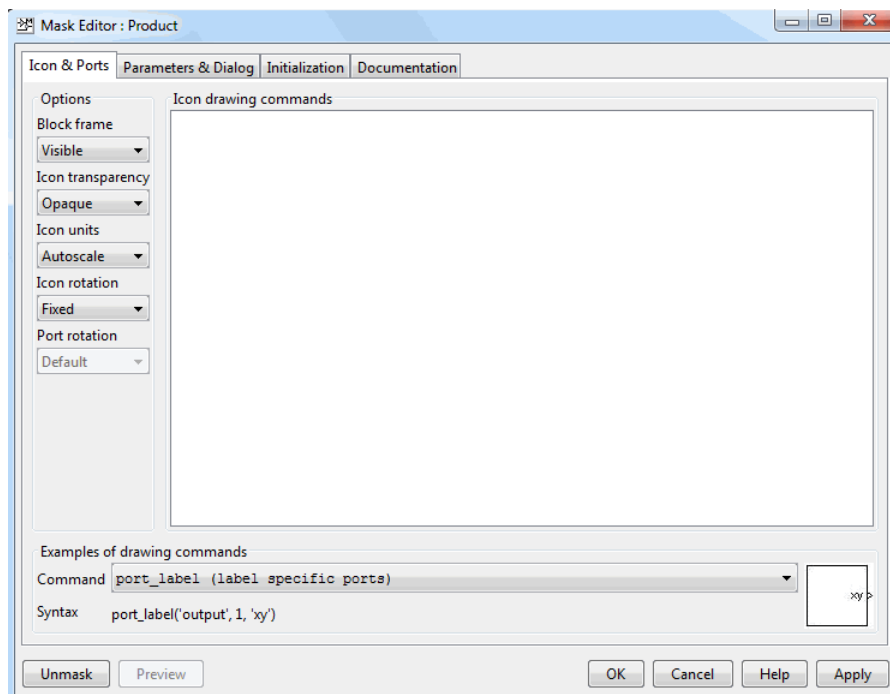 Mask Editor : Product
Icon & Ports Parameters & Dialog Initialization Documentation
Options
Block frame
Visible
Icon transparency
Opaque
Icon units
Autoscale
Icon rotation
Fixed
Port rotation
Default
Icon drawing commands
Examples of drawing commands
Command port_label (label specific ports)
Syntax port_label('output', 1, 'xy')
xy >
Unmask Preview OK Cancel Help Apply